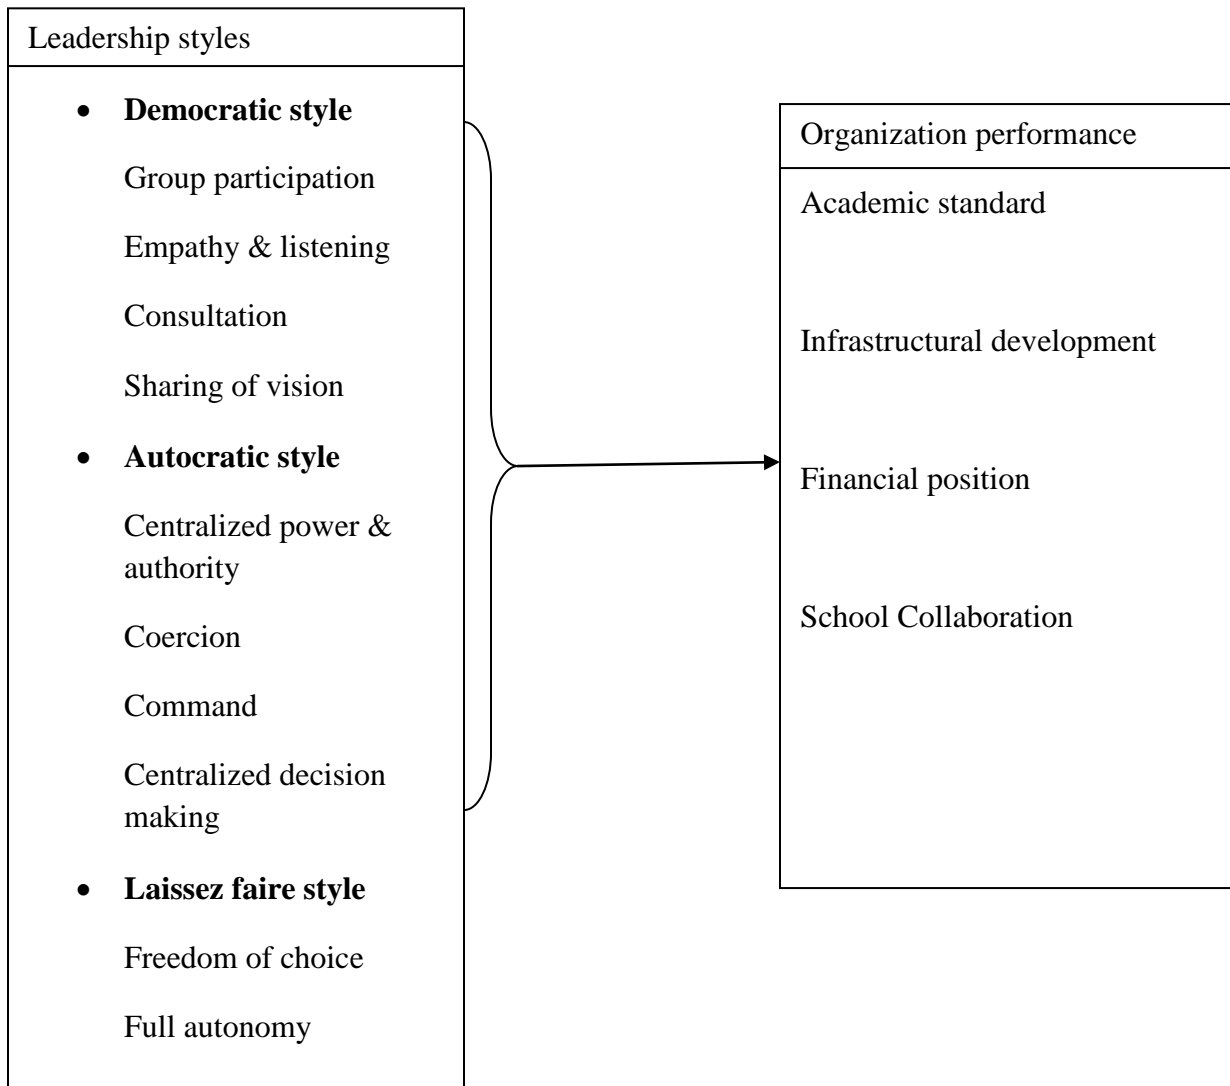 Leadership styles
• Democratic style
Group participation
Empathy & listening
Consultation
Sharing of vision
• Autocratic style
Centralized power &
authority
Coercion
Command
Centralized decision
making
• Laissez faire style
Freedom of choice
Full autonomy
Organization performance
Academic standard
Infrastructural development
Financial position
School Collaboration